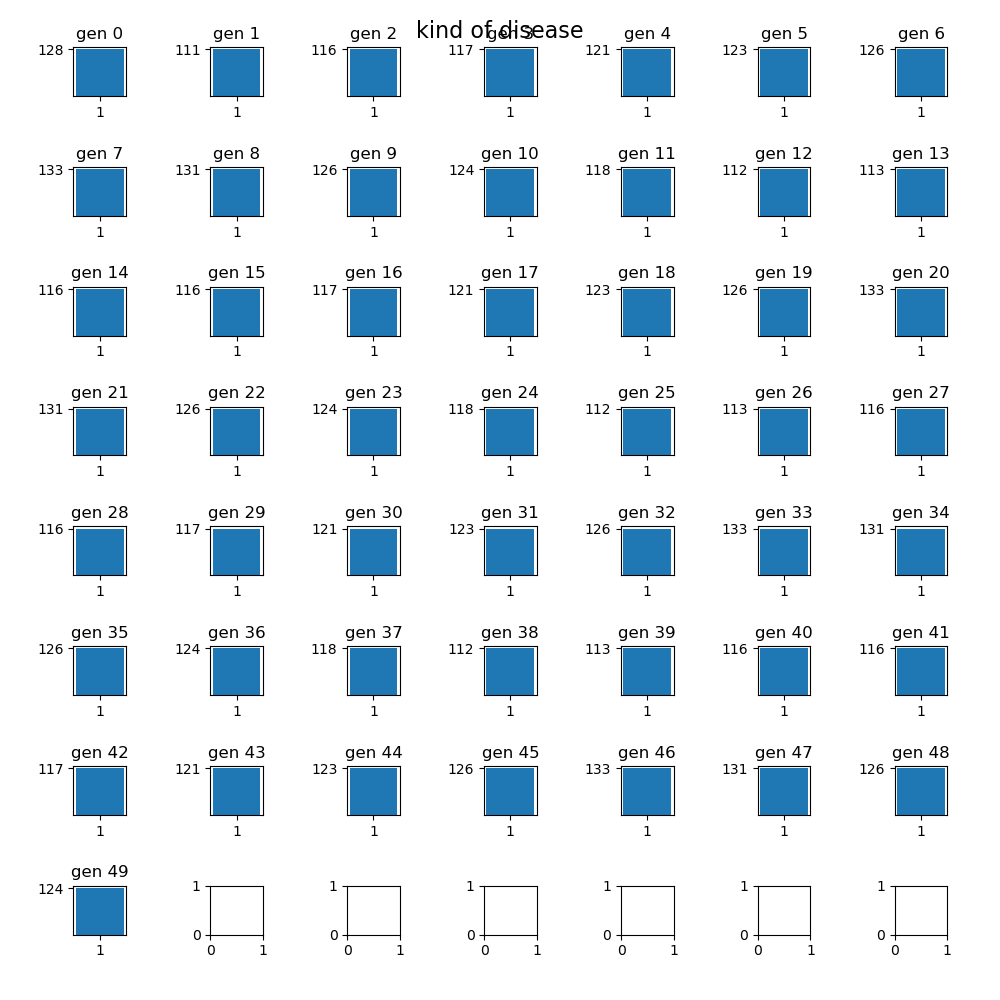 kind of disease
gen 0 gen 1 gen 2 gen 3 gen 4 gen 5 gen 6
128 111 116 117 121 123 126
1 1 1 1 1 1 1
gen 7 gen 8 gen 9 gen 10 gen 11 gen 12 gen 13
133 131 126 124 118 112 113
1 1 1 1 1 1 1
gen 14 gen 15 gen 16 gen 17 gen 18 gen 19 gen 20
116 116 117 121 123 126 133
1 1 1 1 1 1 1
gen 21 gen 22 gen 23 gen 24 gen 25 gen 26 gen 27
131 126 124 118 112 113 116
1 1 1 1 1 1 1
gen 28 gen 29 gen 30 gen 31 gen 32 gen 33 gen 34
116 117 121 123 126 133 131
1 1 1 1 1 1 1
gen 35 gen 36 gen 37 gen 38 gen 39 gen 40 gen 41
126 124 118 112 113 116 116
1 1 1 1 1 1 1
gen 42 gen 43 gen 44 gen 45 gen 46 gen 47 gen 48
117 121 123 126 133 131 126
1 1 1 1 1 1 1
gen 49
124 1 1 1 1 1 1
0 0 0 0 0 0
1 0 1 0 1 0 1 0 1 0 1 0 1